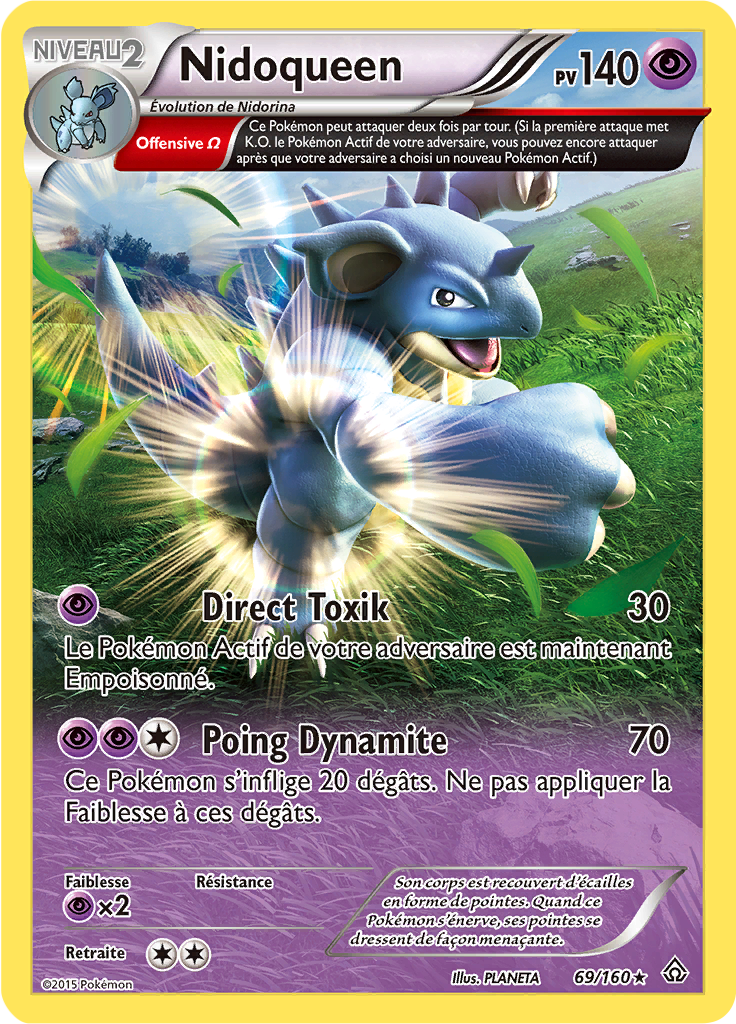 NIVEAU2
Nidoqueen
PV140
Évolution de Nidorina
Offensive Ω
Ce Pokémon peut attaquer deux fois par tour. (Si la première attaque met
K.O. le Pokémon Actif de votre adversaire, vous pouvez encore attaquer
après que votre adversaire a choisi un nouveau Pokémon Actif.)
Direct Toxik 30
Le Pokémon Actif de votre adversaire est maintenant
Empoisonné.
Poing Dynamite 70
Ce Pokémon s'inflige 20 dégâts. Ne pas appliquer la
Faiblesse à ces dégâts.
Faiblesse
Résistance
×2
Retraite
Son corps est recouvert d'écailles
en forme de pointes. Quand ce
Pokémon s'énerve, ses pointes se
dressent de façon menaçante.
©2015 Pokémon
Illus. PLANETA
69/160★